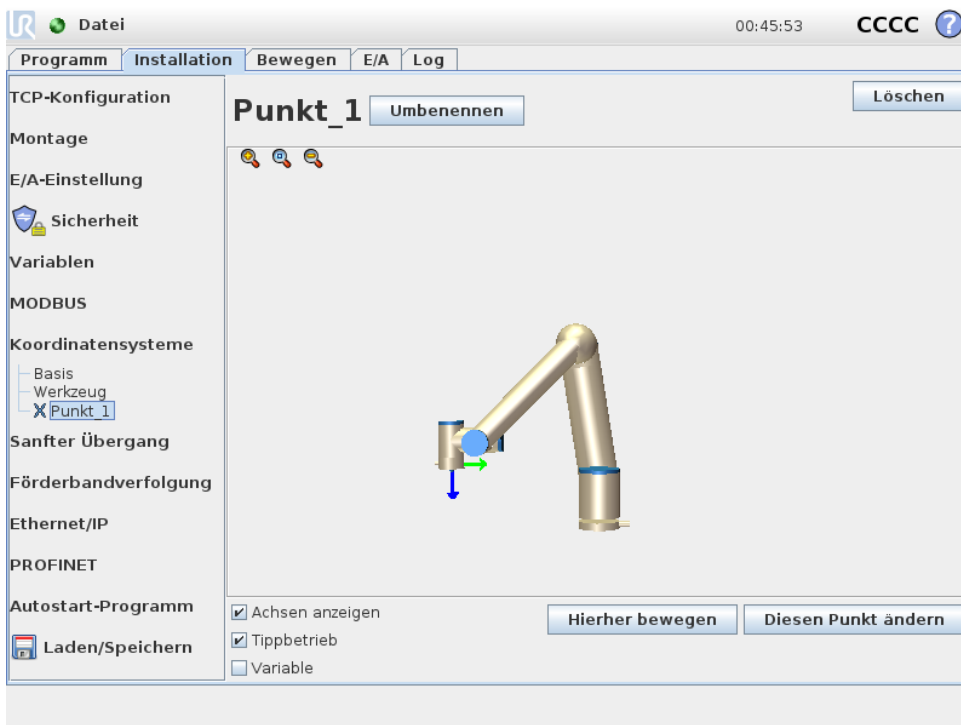 UR Datei 00:45:53 CCCC ?
Programm Installation Bewegen E/A Log
TCP-Konfiguration
Montage
E/A-Einstellung
Sicherheit
Variablen
MODBUS
Koordinatensysteme
Basis
Werkzeug
Punkt_1
Sanfter Übergang
Förderbandverfolgung
Ethernet/IP
PROFINET
Autostart-Programm
Laden/Speichern
Punkt_1 Umbenennen Löschen
Achsen anzeigen
Tippbetrieb
Variable
Hierher bewegen Diesen Punkt ändern